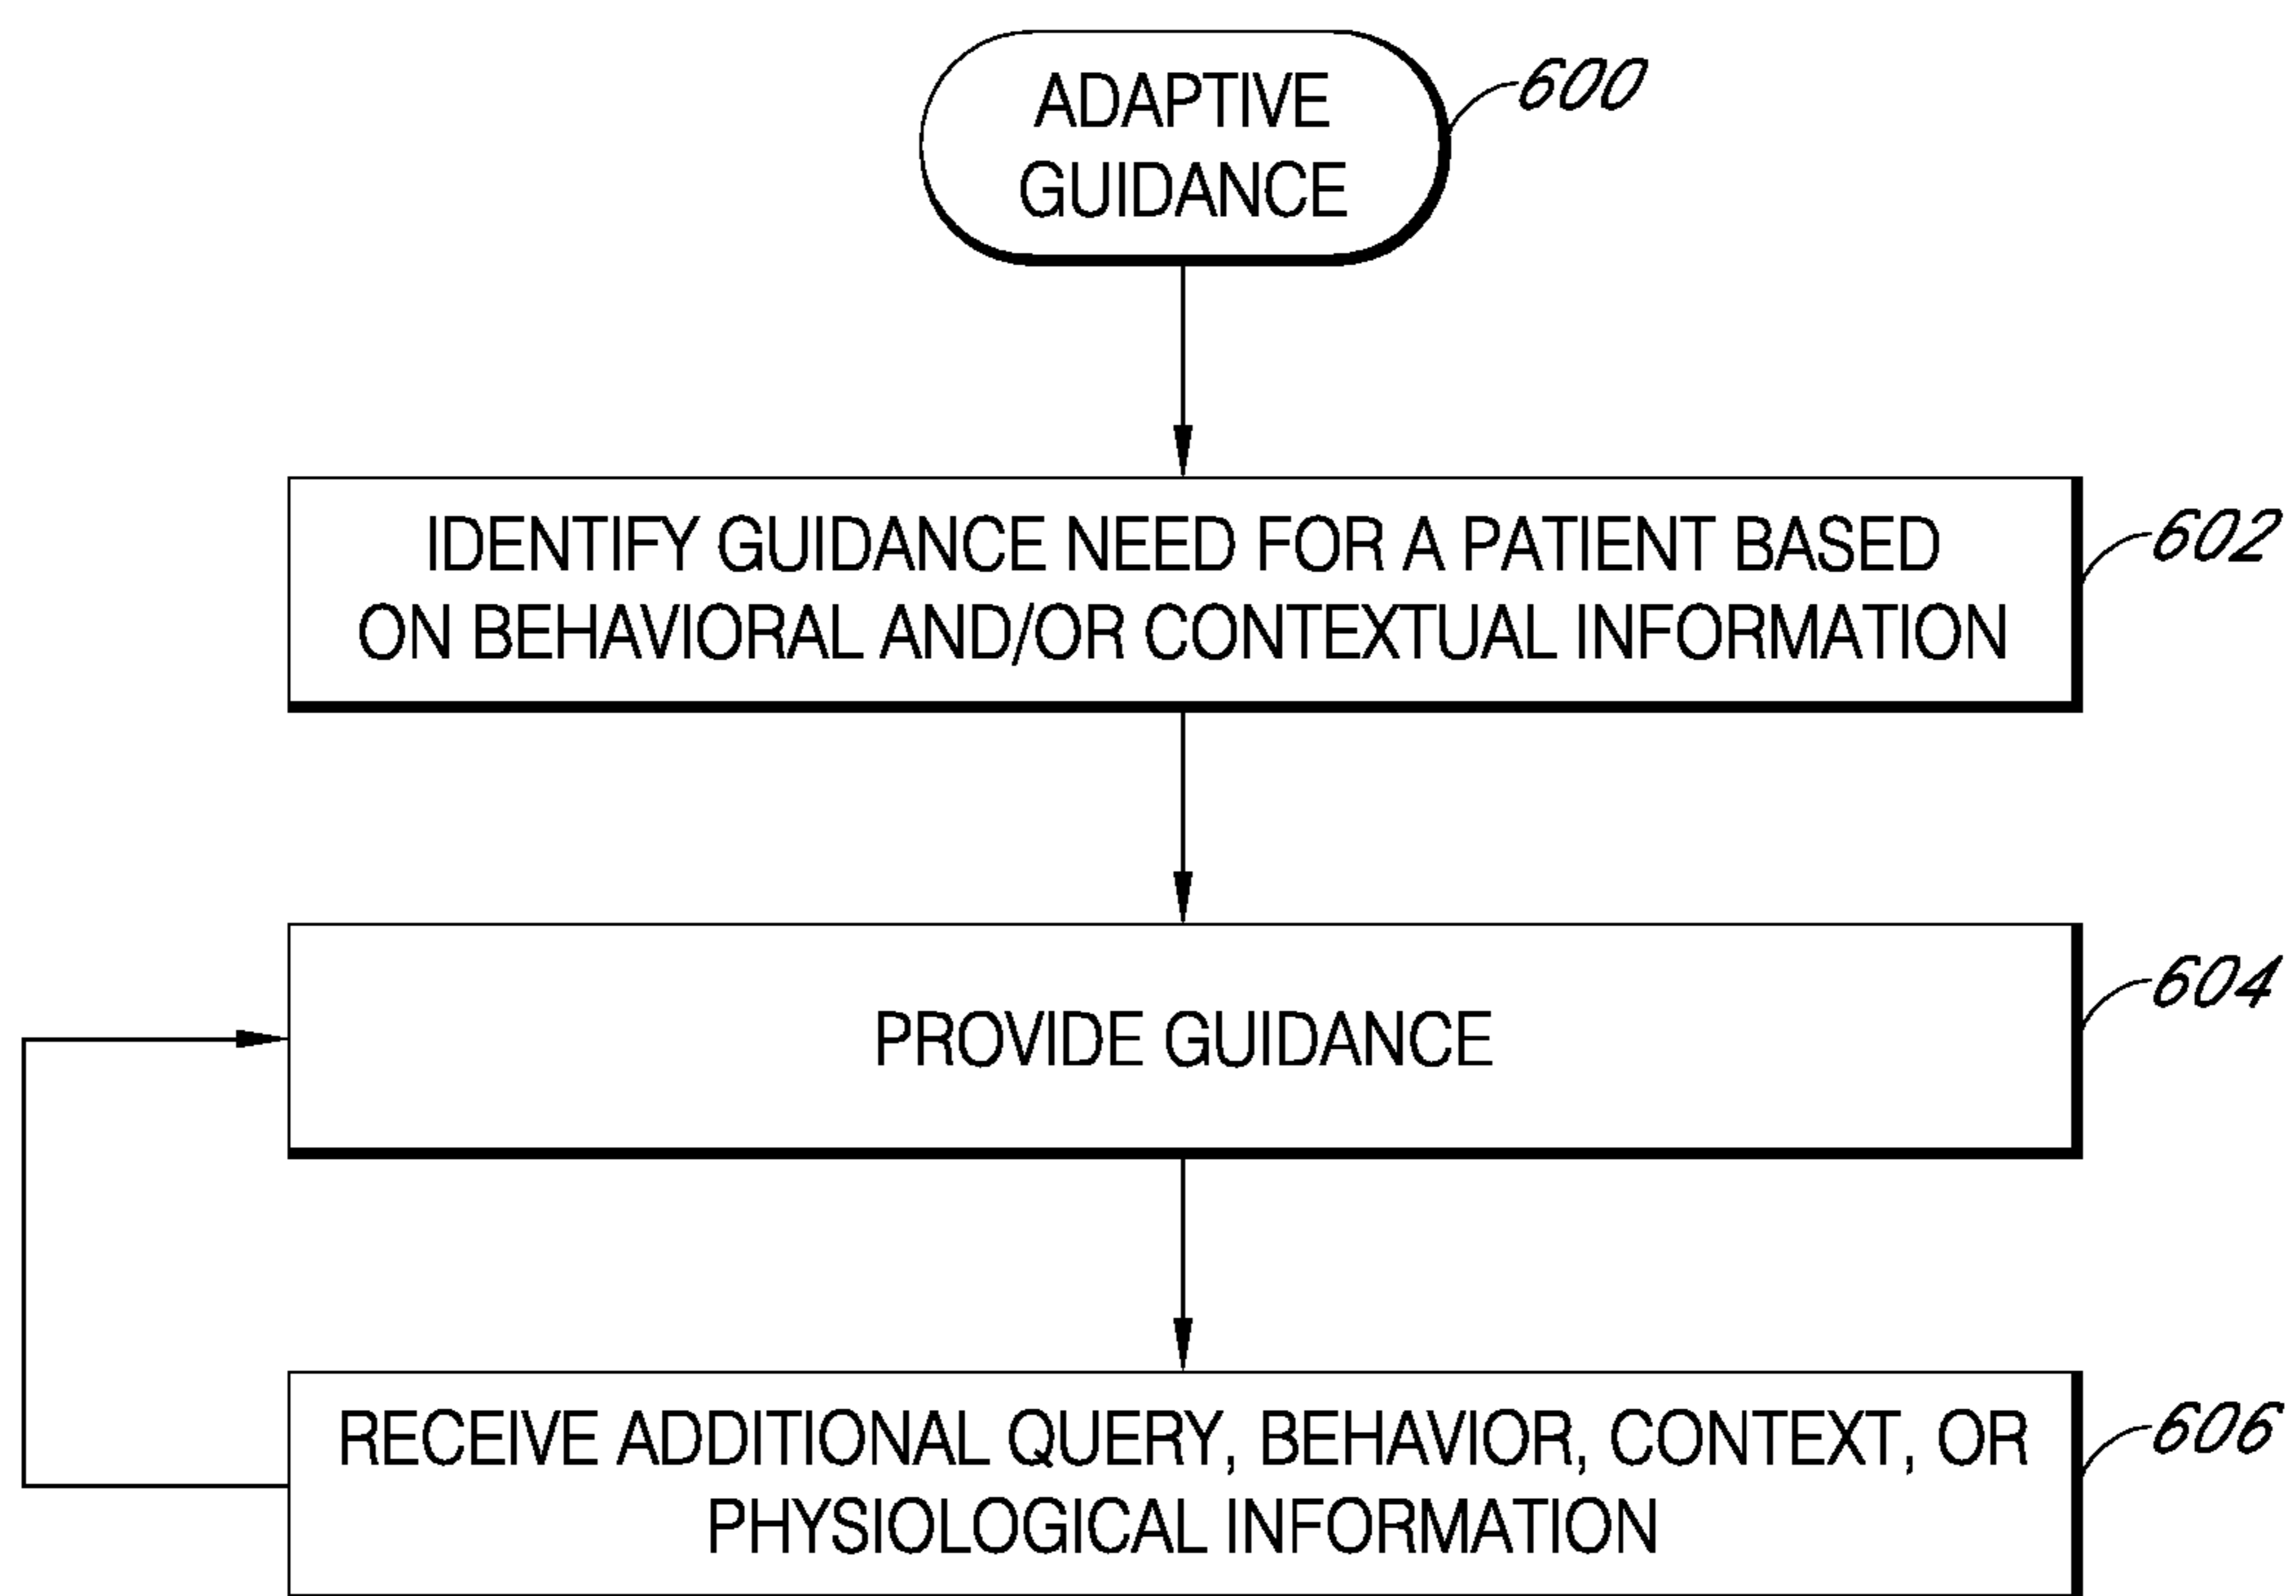 ADAPTIVE
GUIDANCE
600
IDENTIFY GUIDANCE NEED FOR A PATIENT BASED
ON BEHAVIORAL AND/OR CONTEXTUAL INFORMATION
602
PROVIDE GUIDANCE
604
RECEIVE ADDITIONAL QUERY, BEHAVIOR, CONTEXT, OR
PHYSIOLOGICAL INFORMATION
606